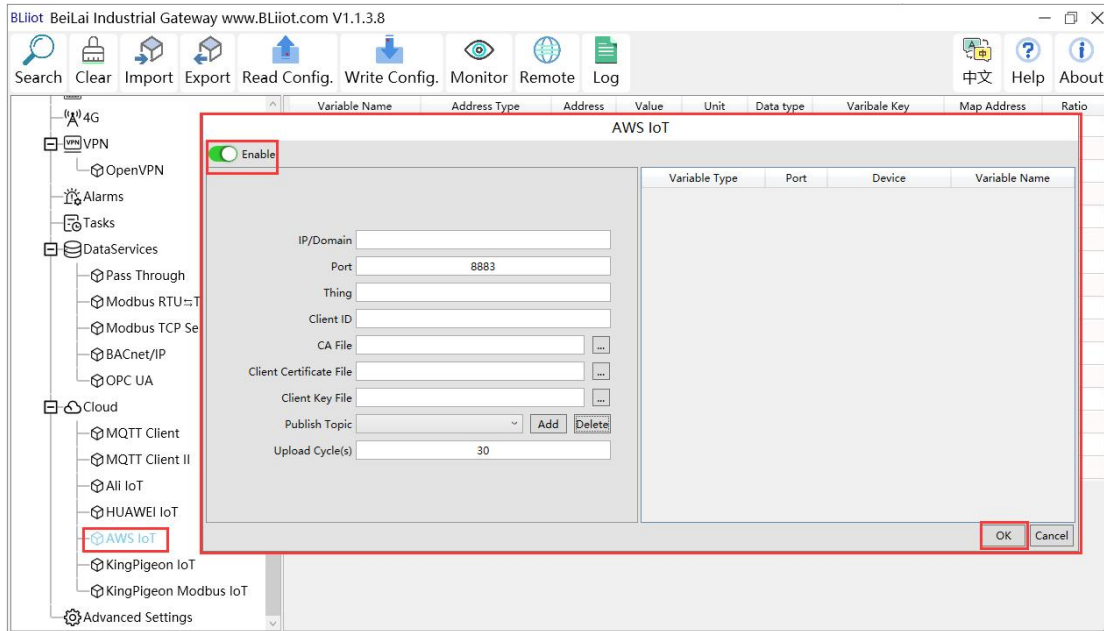 BLiiot BeiLai Industrial Gateway www.BLiiot.com V1.1.3.8
Search Clear Import Export Read Config. Write Config. Monitor Remote Log 中文 Help About
Variable Name Address Type Address Value Unit Data type Varibale Key Map Address Ratio
4G
VPN VPN
OpenVPN
Alarms
Tasks
DataServices
Pass Through
Modbus RTU⇆T
Modbus TCP Se
BACnet/IP
OPC UA
Cloud
MQTT Client
MQTT Client II
Ali IoT
HUAWEI IoT
AWS IoT
KingPigeon IoT
KingPigeon Modbus IoT
Advanced Settings
AWS IoT
Enable
IP/Domain
Port 8883
Thing
Client ID
CA File ...
Client Certificate File ...
Client Key File ...
Publish Topic Add Delete
Upload Cycle(s) 30
Variable Type Port Device Variable Name
OK Cancel